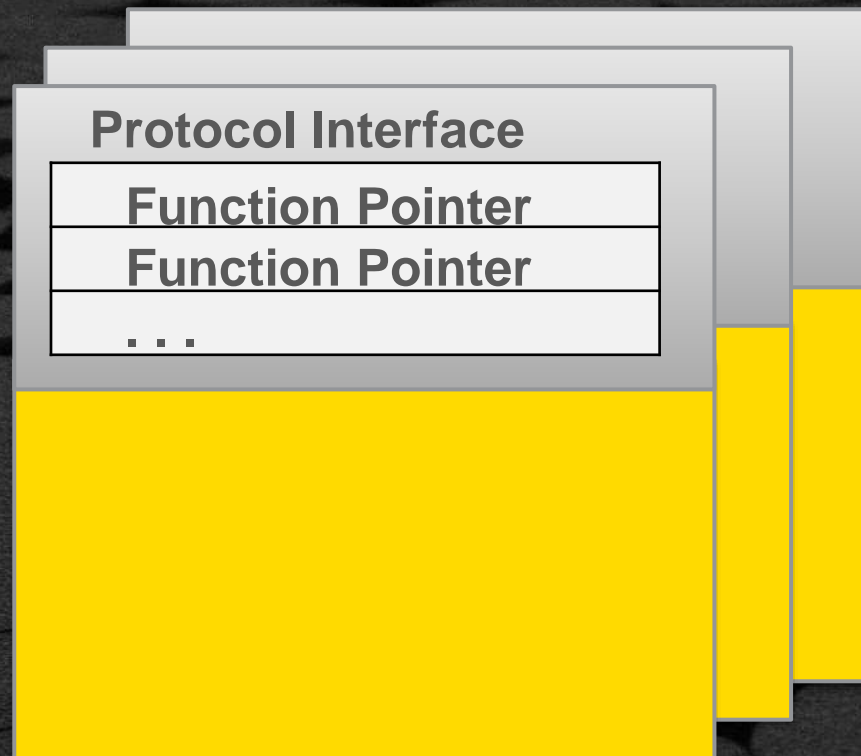 Protocol Interface
Function Pointer
Function Pointer
. . .